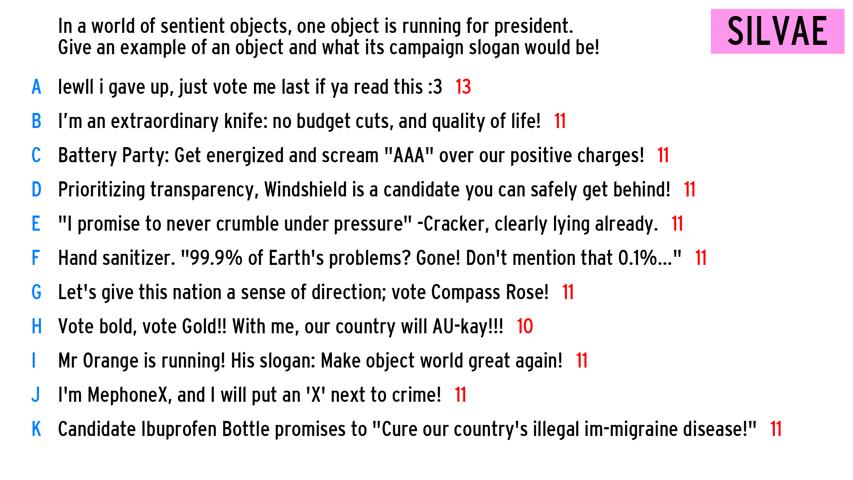 In a world of sentient objects, one object is running for president.
Give an example of an object and what its campaign slogan would be!
SILVAE
A Iewll i gave up, just vote me last if ya read this :3 13
B I'm an extraordinary knife: no budget cuts, and quality of life! 11
C Battery Party: Get energized and scream "AAA" over our positive charges! 11
D Prioritizing transparency, Windshield is a candidate you can safely get behind! 11
E "I promise to never crumble under pressure" -Cracker, clearly lying already. 11
F Hand sanitizer. "99.9% of Earth's problems? Gone! Don't mention that 0.1%..." 11
G Let's give this nation a sense of direction; vote Compass Rose! 11
H Vote bold, vote Gold!! With me, our country will AU-kay!!! 10
I Mr Orange is running! His slogan: Make object world great again! 11
J I'm MephoneX, and I will put an 'X' next to crime! 11
K Candidate Ibuprofen Bottle promises to "Cure our country's illegal im-migraine disease!" 11